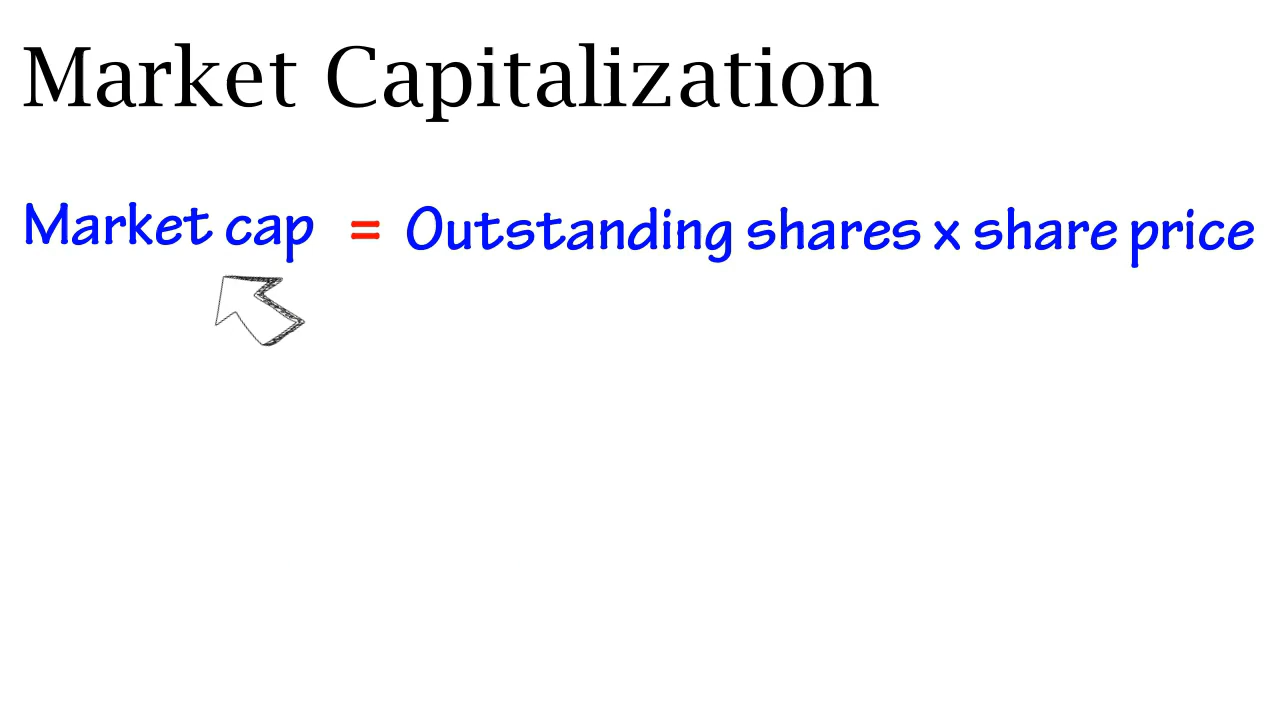 Market Capitalization
Market cap = Outstanding shares x share price